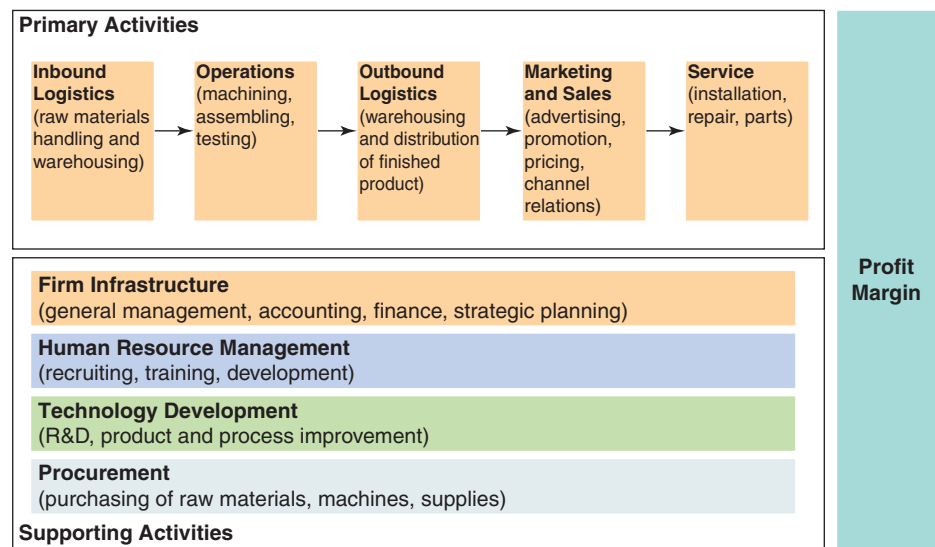 Primary Activities
Inbound
Logistics
(raw materials
handling and
warehousing)
Operations
(machining,
assembling,
testing)
Outbound
Logistics
(warehousing
and distribution
of finished
product)
Marketing
and Sales
(advertising,
promotion,
pricing,
channel
relations)
Service
(installation,
repair, parts)
Firm Infrastructure
(general management, accounting, finance, strategic planning)
Human Resource Management
(recruiting, training, development)
Technology Development
(R&D, product and process improvement)
Procurement
(purchasing of raw materials, machines, supplies)
Supporting Activities
Profit
Margin